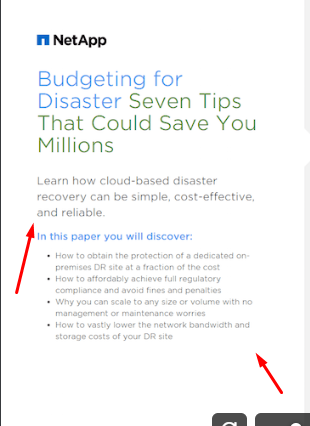 NetApp
Budgeting for
Disaster Seven Tips
That Could Save You
Millions
Learn how cloud-based disaster
recovery can be simple, cost-effective,
and reliable.
In this paper you will discover:
• How to obtain the protection of a dedicated on-
premises DR site at a fraction of the cost
• How to affordably achieve full regulatory
compliance and avoid fines and penalties
• Why you can scale to any size or volume with no
management or maintenance worries
• How to vastly lower the network bandwidth and
storage costs of your DR site